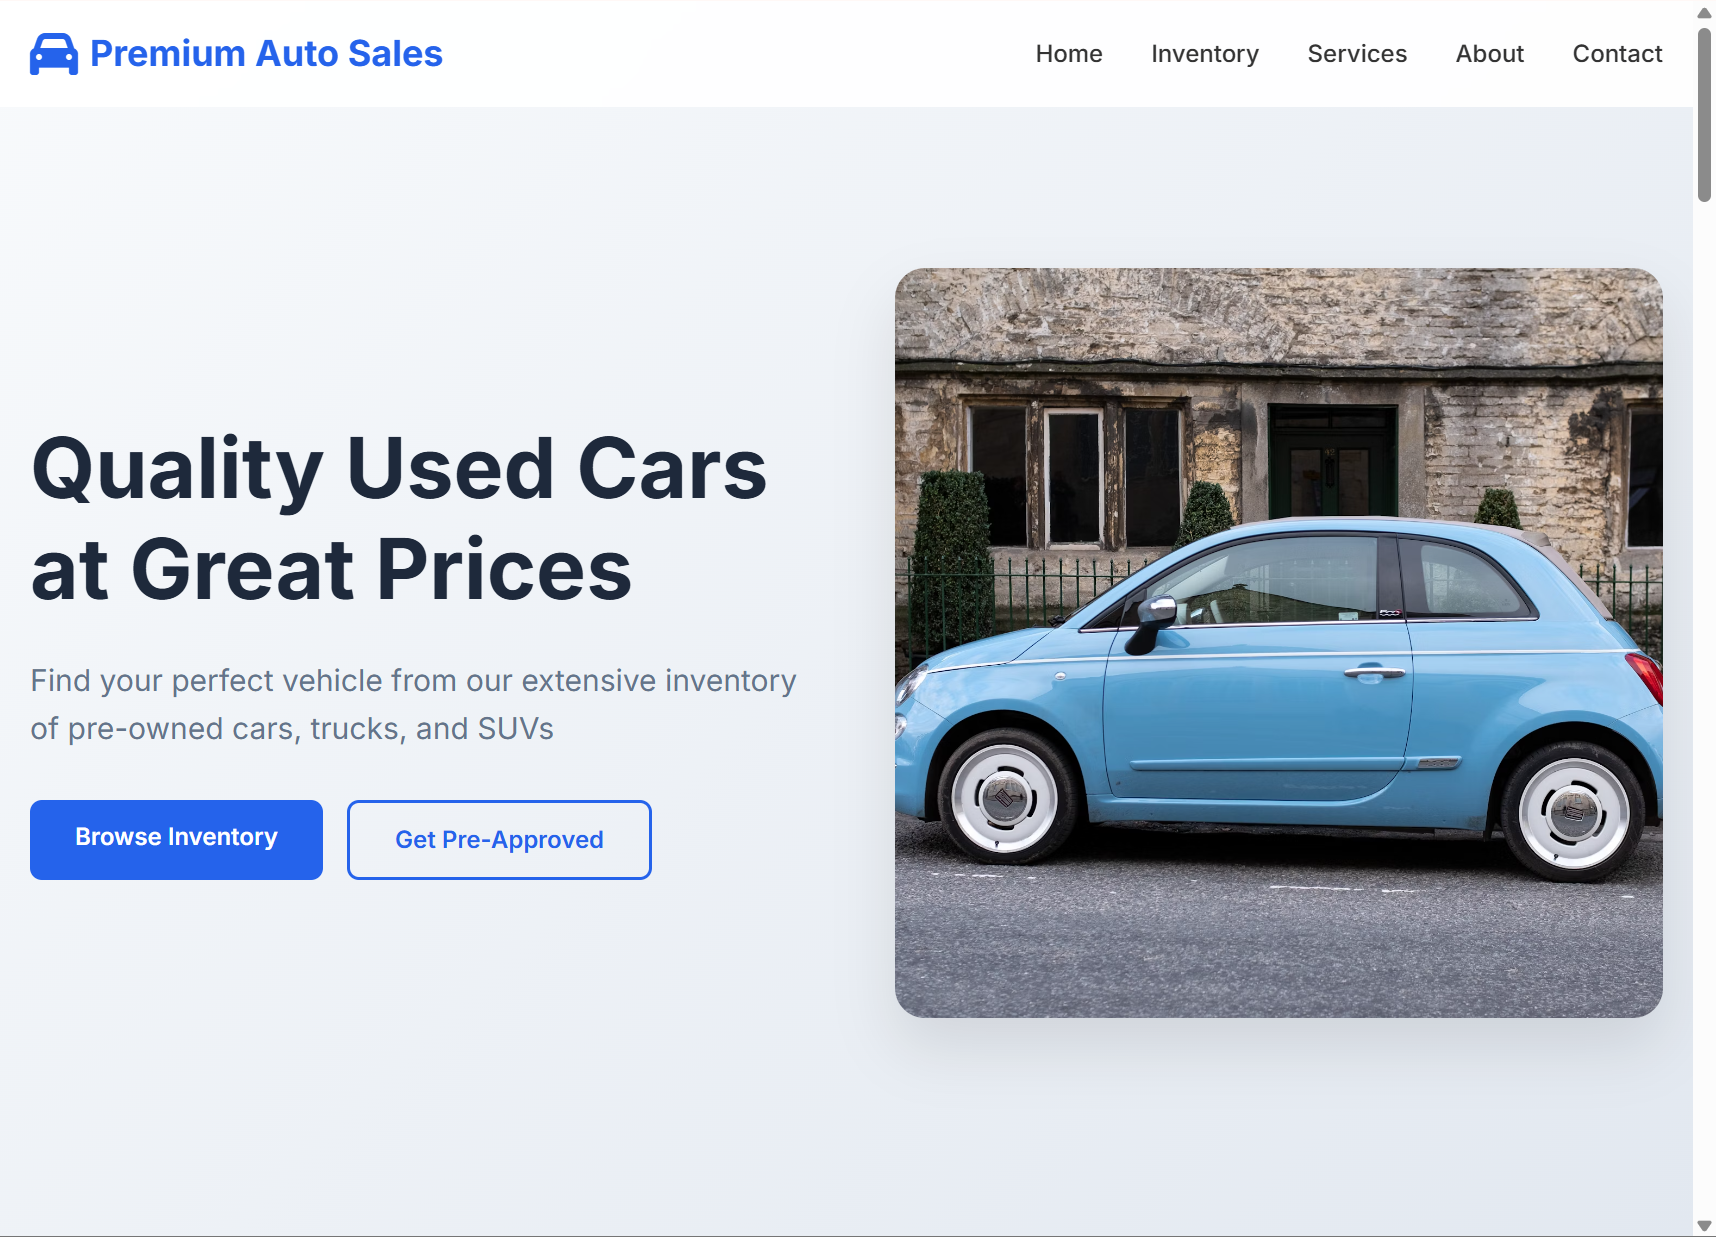 Premium Auto Sales
Home Inventory Services About Contact
Quality Used Cars
at Great Prices
Find your perfect vehicle from our extensive inventory
of pre-owned cars, trucks, and SUVs
Browse Inventory
Get Pre-Approved